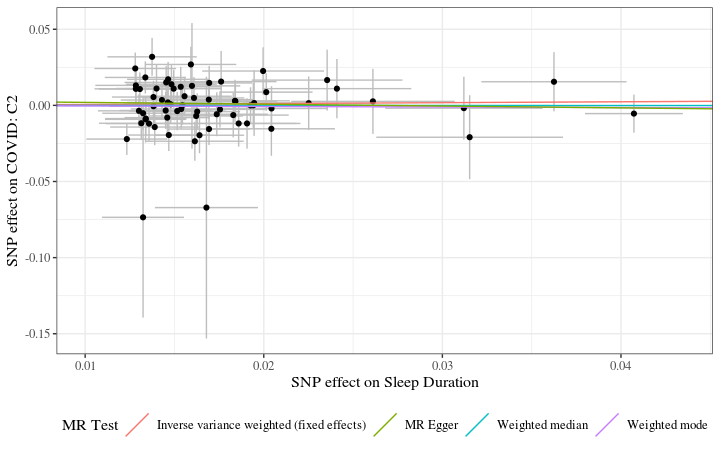 0.05
0.00
-0.05
-0.10
-0.15
SNP effect on COVID: C2
0.01
0.02
0.03
0.04
SNP effect on Sleep Duration
MR Test
Inverse variance weighted (fixed effects)
MR Egger
Weighted median
Weighted mode